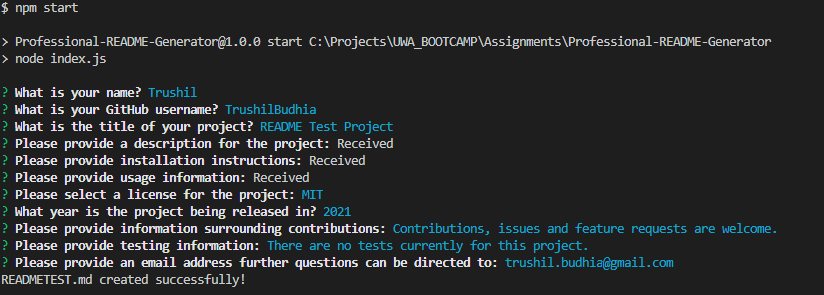 $ npm start
> Professional-README-Generator@1.0.0 start C:\Projects\UWA_BOOTCAMP\Assignments\Professional-README-Generator
> node index.js
? What is your name? Trushil
? What is your GitHub username? TrushilBudhia
? What is the title of your project? README Test Project
? Please provide a description for the project: Received
? Please provide installation instructions: Received
? Please provide usage information: Received
? Please select a license for the project: MIT
? What year is the project being released in? 2021
? Please provide information surrounding contributions: Contributions, issues and feature requests are welcome.
? Please provide testing information: There are no tests currently for this project.
? Please provide an email address further questions can be directed to: trushil.budhia@gmail.com
READMETEST.md created successfully!